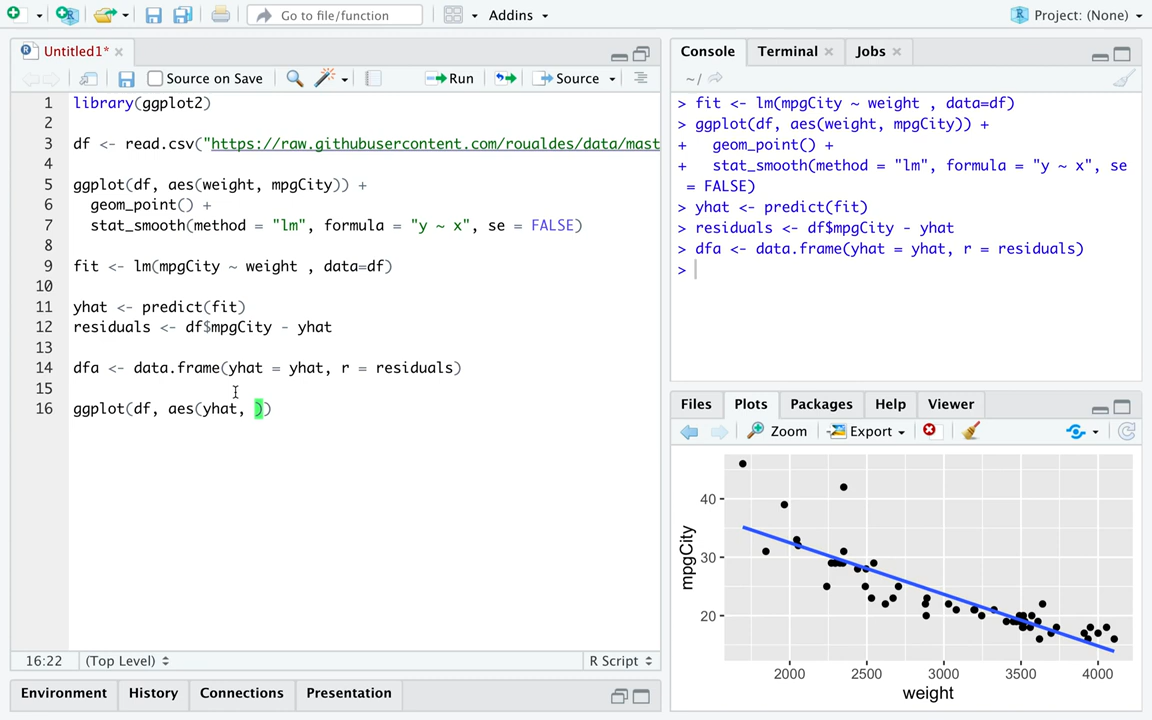 Go to file/function
Addins
Project: (None)
Untitled1*
Source on Save
Run
Source
1 library(ggplot2)
2
3 df <- read.csv("https://raw.githubusercontent.com/roualdes/data/mast
4
5 ggplot(df, aes(weight, mpgCity)) +
6 geom_point() +
7 stat_smooth(method = "lm", formula = "y ~ x", se = FALSE)
8
9 fit <- lm(mpgCity ~ weight , data=df)
10
11 yhat <- predict(fit)
12 residuals <- df$mpgCity - yhat
13
14 dfa <- data.frame(yhat = yhat, r = residuals)
15
16 ggplot(df, aes(yhat, ))
16:22 (Top Level) R Script
Environment History Connections Presentation
Console Terminal Jobs
~/
> fit <- lm(mpgCity ~ weight , data=df)
> ggplot(df, aes(weight, mpgCity)) +
+ geom_point() +
+ stat_smooth(method = "lm", formula = "y ~ x", se
= FALSE)
> yhat <- predict(fit)
> residuals <- df$mpgCity - yhat
> dfa <- data.frame(yhat = yhat, r = residuals)
>
Files Plots Packages Help Viewer
Zoom Export
40
30
20
mpgCity
2000 2500 3000 3500 4000
weight